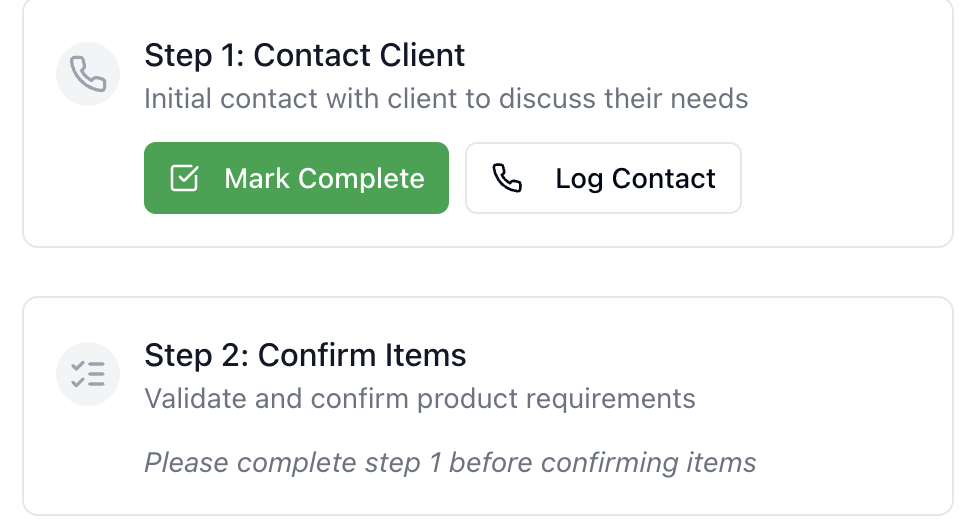 Step 1: Contact Client
Initial contact with client to discuss their needs
Mark Complete
Log Contact
Step 2: Confirm Items
Validate and confirm product requirements
Please complete step 1 before confirming items